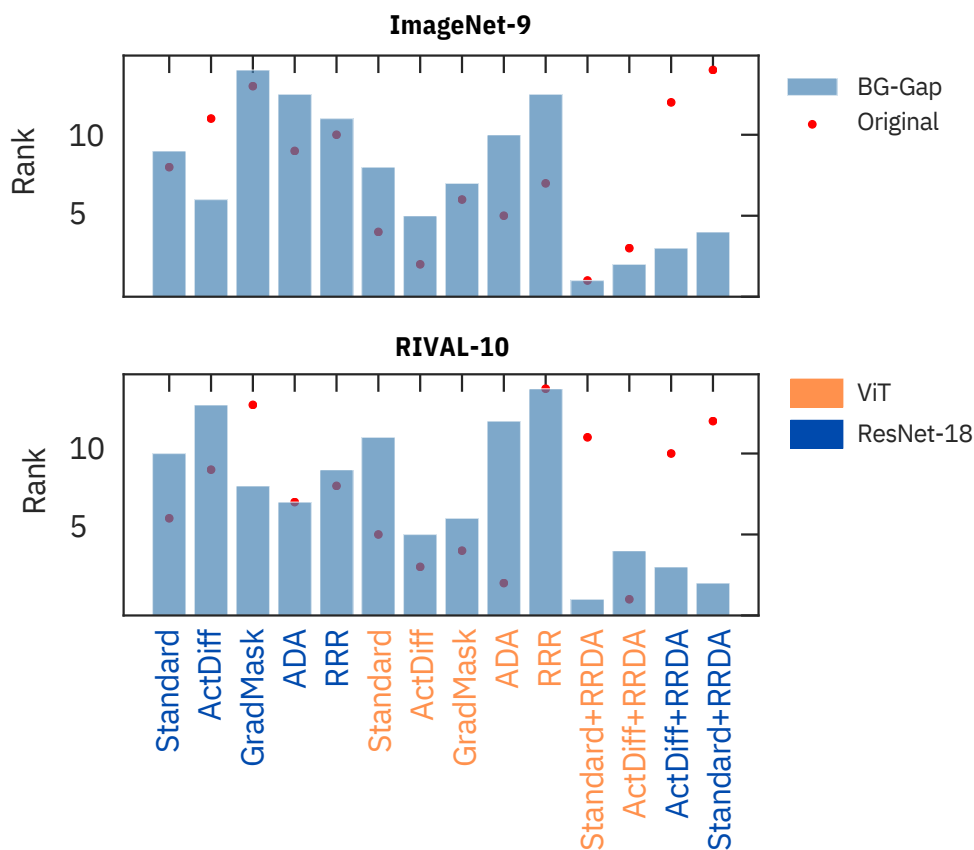 ImageNet-9
Rank
10
5
BG-Gap
Original
RIVAL-10
Rank
10
5
ViT
ResNet-18
Standard
ActDiff
GradMask
ADA
RRR
Standard
ActDiff
GradMask
ADA
RRR
Standard+RRDA
ActDiff+RRDA
ActDiff+RRDA
Standard+RRDA